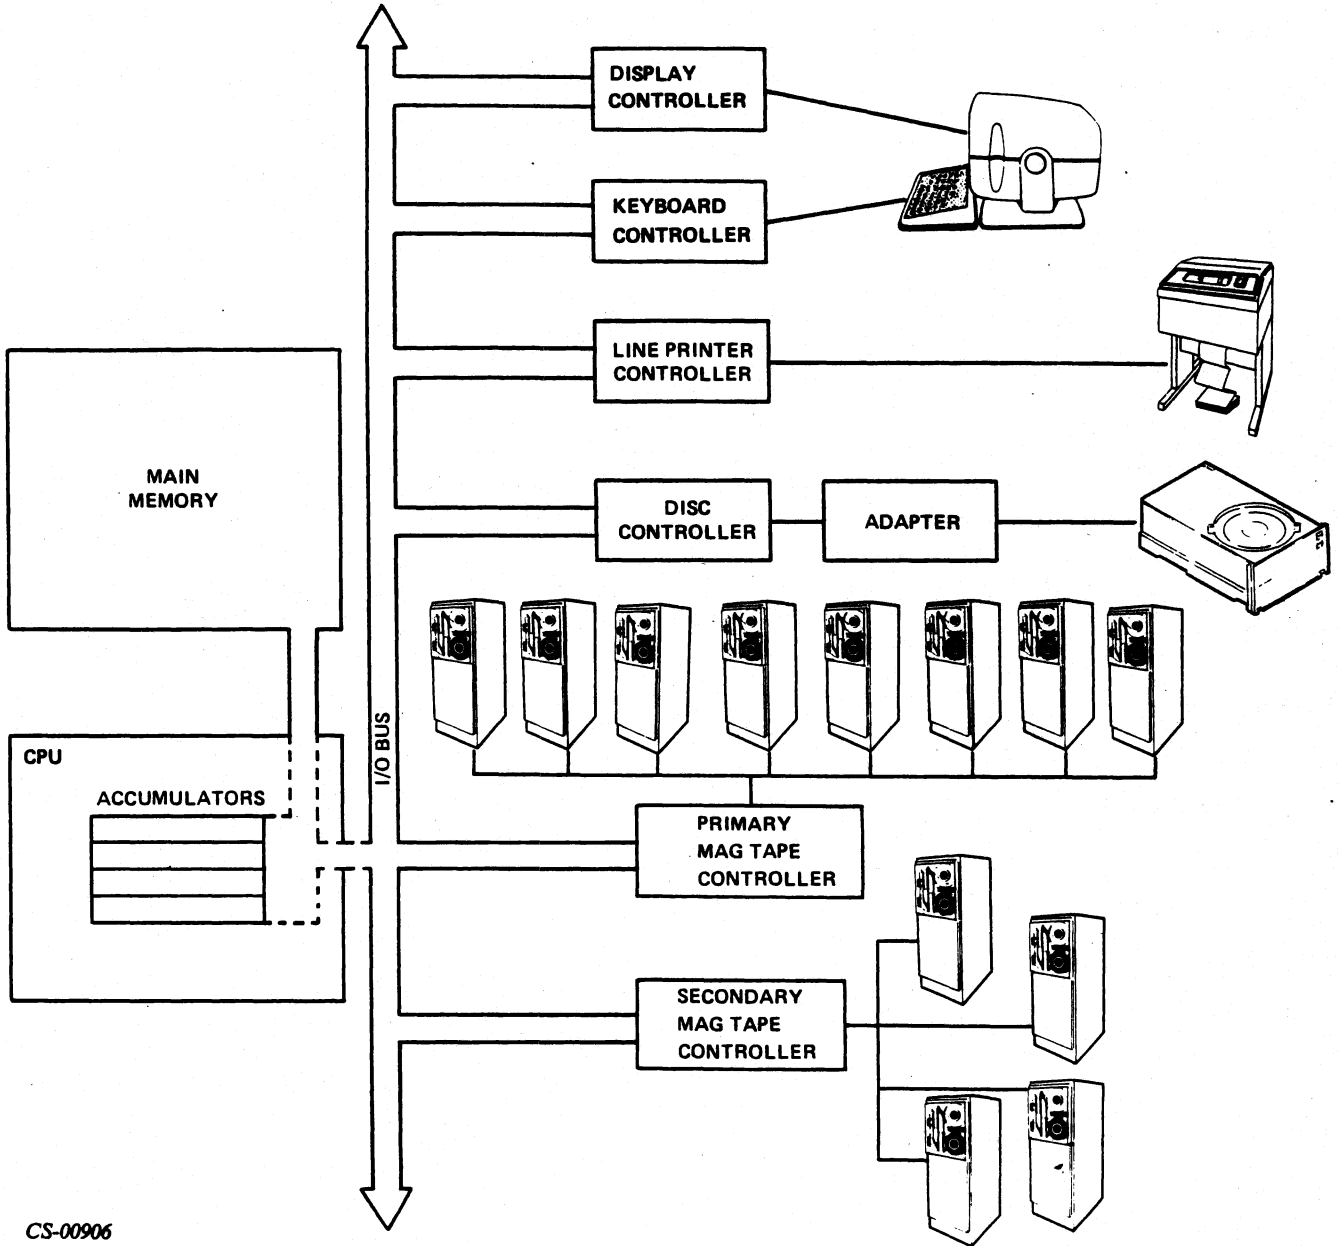 DISPLAY
CONTROLLER
KEYBOARD
CONTROLLER
LINE PRINTER
CONTROLLER
MAIN
MEMORY
DISC
CONTROLLER
ADAPTER
I/O BUS
CPU
ACCUMULATORS
PRIMARY
MAG TAPE
CONTROLLER
SECONDARY
MAG TAPE
CONTROLLER
CS-00906